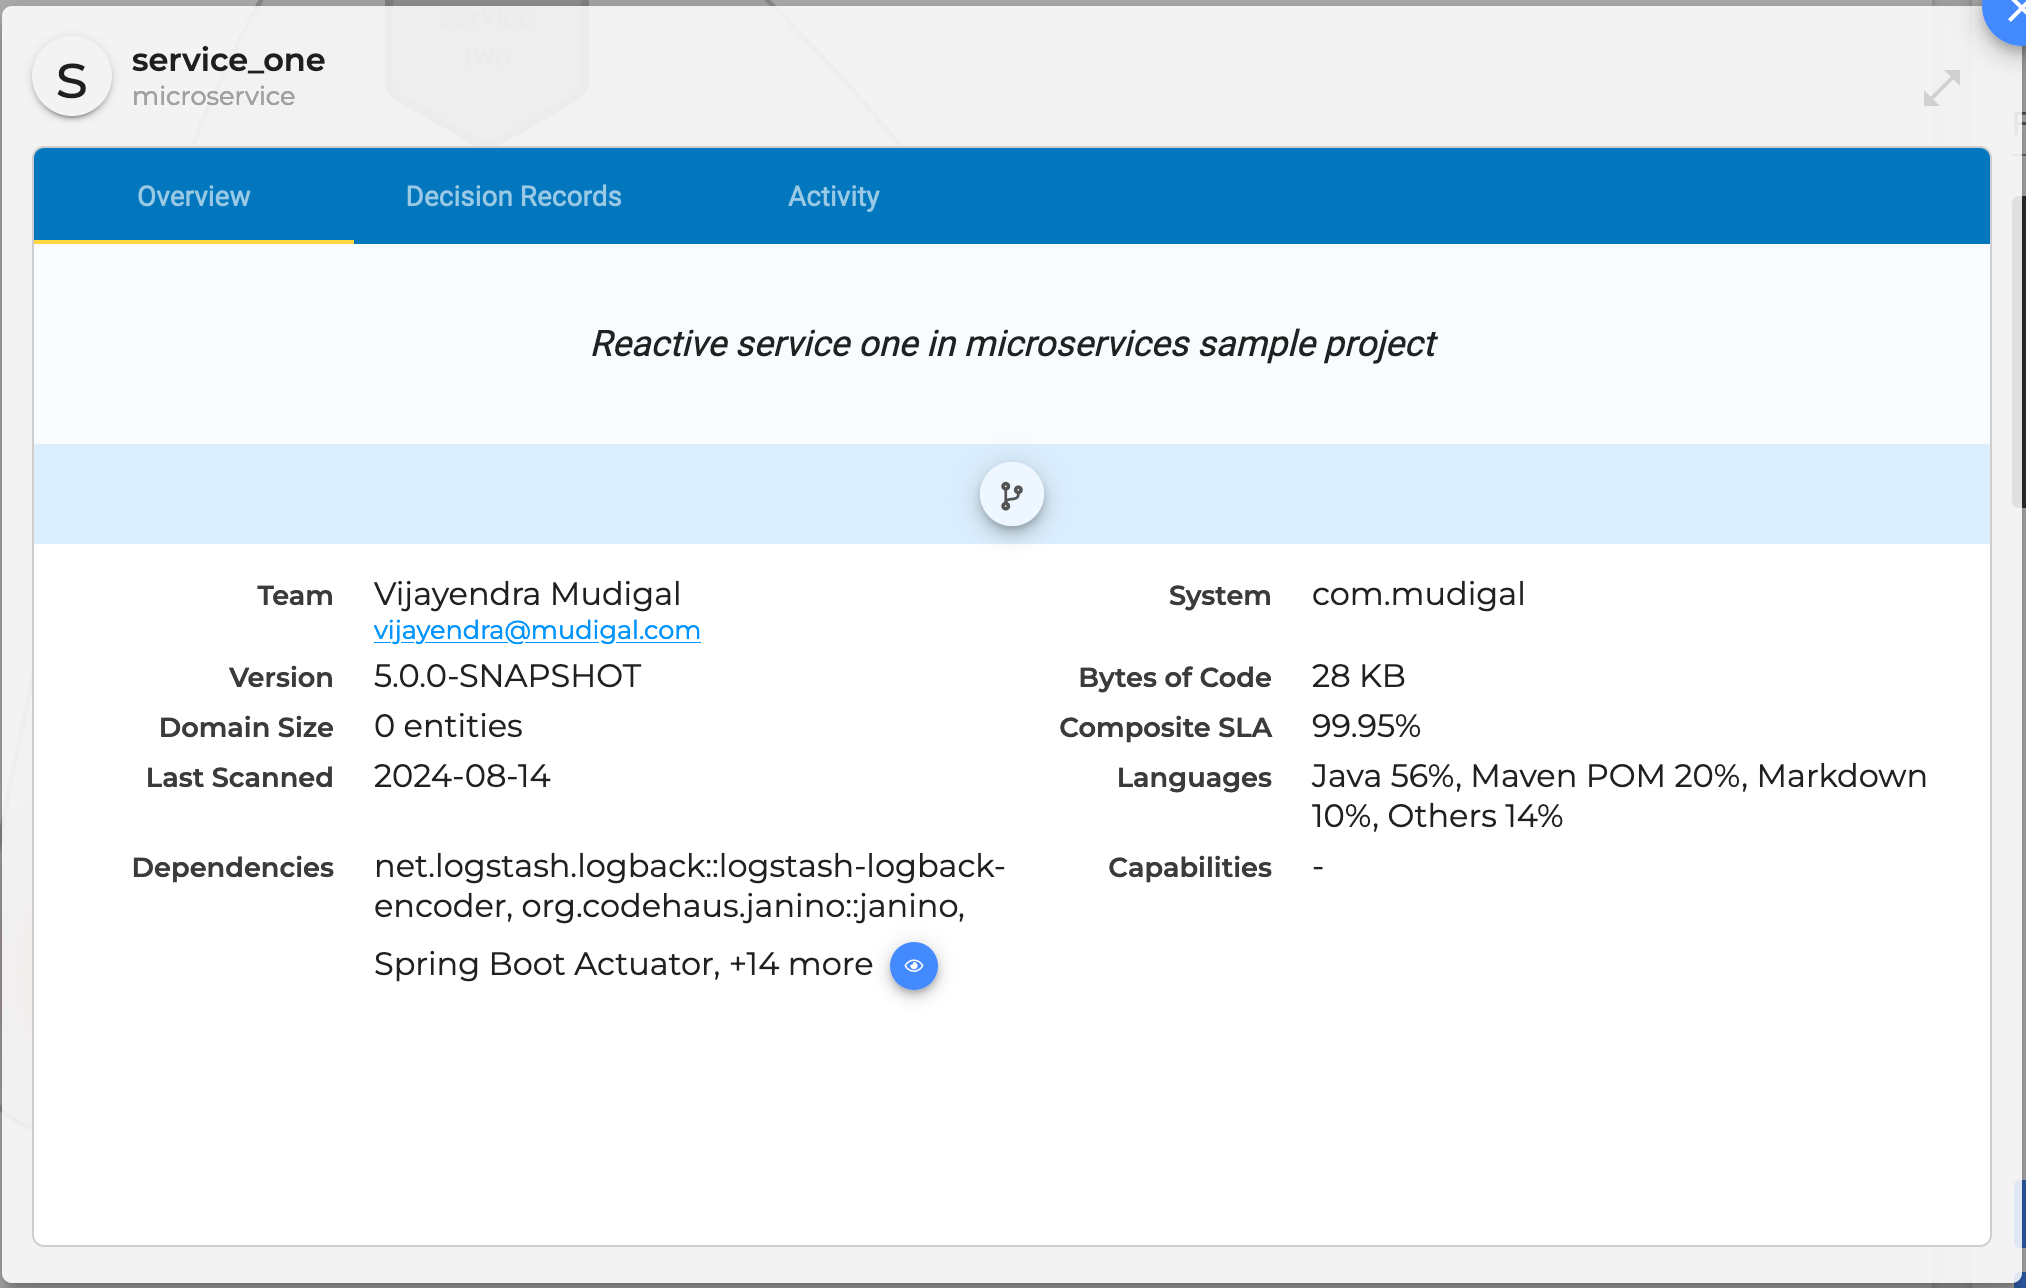 service
two
service_one
microservice
S
Overview Decision Records Activity
Reactive service one in microservices sample project
Team Vijayendra Mudigal
vijayendra@mudigal.com
System com.mudigal
Version 5.0.0-SNAPSHOT
Bytes of Code 28 KB
Domain Size 0 entities
Composite SLA 99.95%
Last Scanned 2024-08-14
Languages Java 56%, Maven POM 20%, Markdown
10%, Others 14%
Dependencies net.logstash.logback::logstash-logback-
encoder, org.codehaus.janino::janino,
Spring Boot Actuator, +14 more
Capabilities -